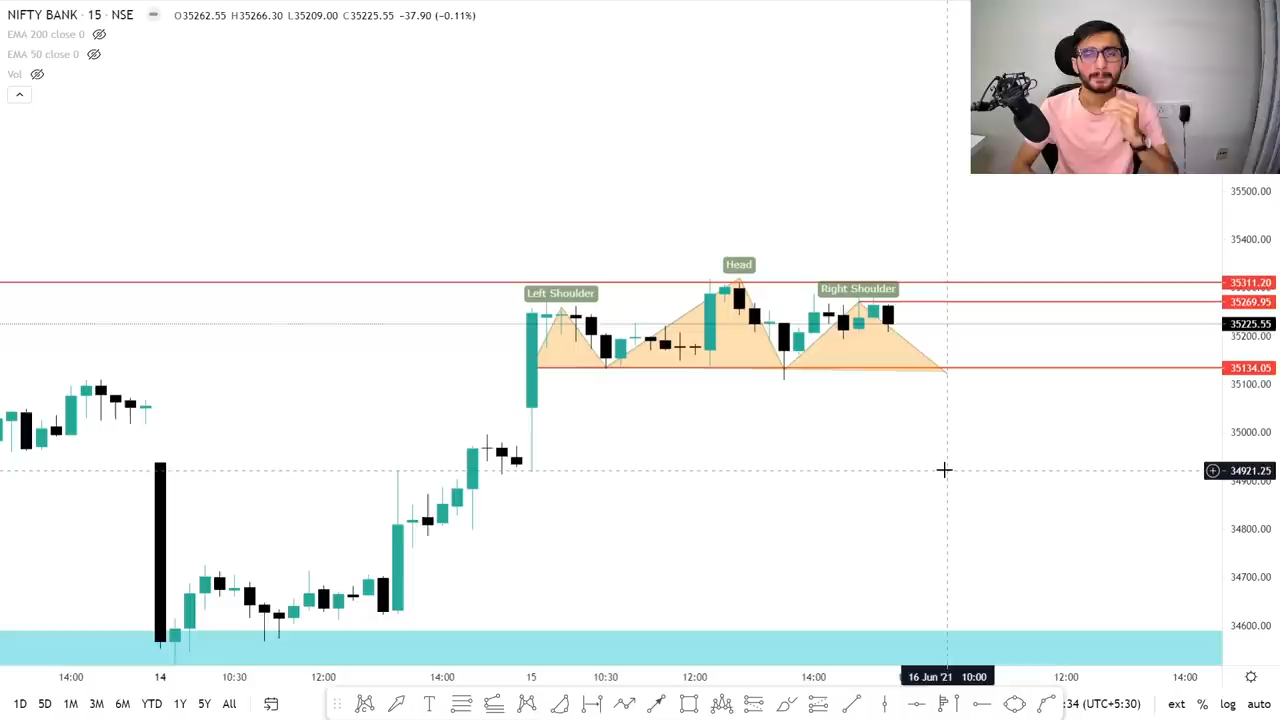 NIFTY BANK · 15 · NSE O35262.55 H35266.30 L35209.00 C35225.55 -37.90 (-0.11%)
EMA 200 close 0
EMA 50 close 0
Vol
Head
Left Shoulder
Right Shoulder
35500.00
35400.00
35311.20
35269.95
35225.55
35200.00
35134.05
35100.00
35000.00
34921.25
34900.00
34800.00
34700.00
34600.00
14:00 14 10:30 12:00 14:00 15 10:30 12:00 14:00 16 Jun '21 10:00 12:00 14:00
1D 5D 1M 3M 6M YTD 1Y 5Y All :34 (UTC+5:30) ext % log auto